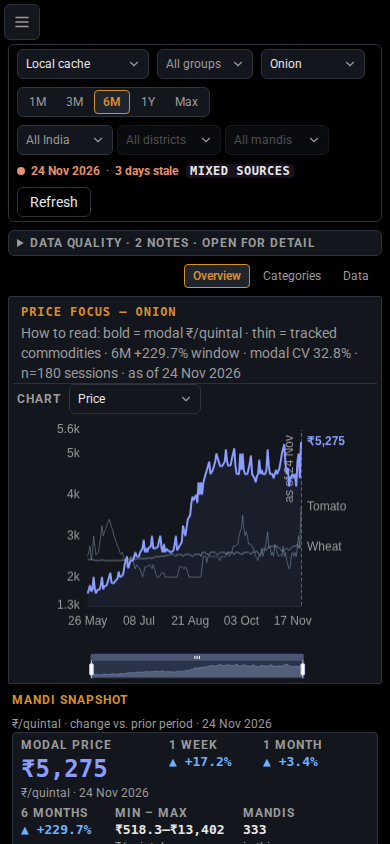 Local cache
All groups
Onion
1M 3M 6M 1Y Max
All India
All districts
All mandis
24 Nov 2026 · 3 days stale MIXED SOURCES
Refresh
DATA QUALITY · 2 NOTES · OPEN FOR DETAIL
Overview Categories Data
PRICE FOCUS — ONION
How to read: bold = modal ₹/quintal · thin = tracked
commodities · 6M +229.7% window · modal CV 32.8% ·
n=180 sessions · as of 24 Nov 2026
CHART Price
5.6k
5k
4k
3k
2k
1.3k
as of 24 Nov
₹5,275
Tomato
Wheat
26 May 08 Jul 21 Aug 03 Oct 17 Nov
MANDI SNAPSHOT
₹/quintal · change vs. prior period · 24 Nov 2026
MODAL PRICE
₹5,275
₹/quintal · 24 Nov 2026
1 WEEK
▲ +17.2%
1 MONTH
▲ +3.4%
6 MONTHS
▲ +229.7%
MIN – MAX
₹518.3–₹13,402
MANDIS
333